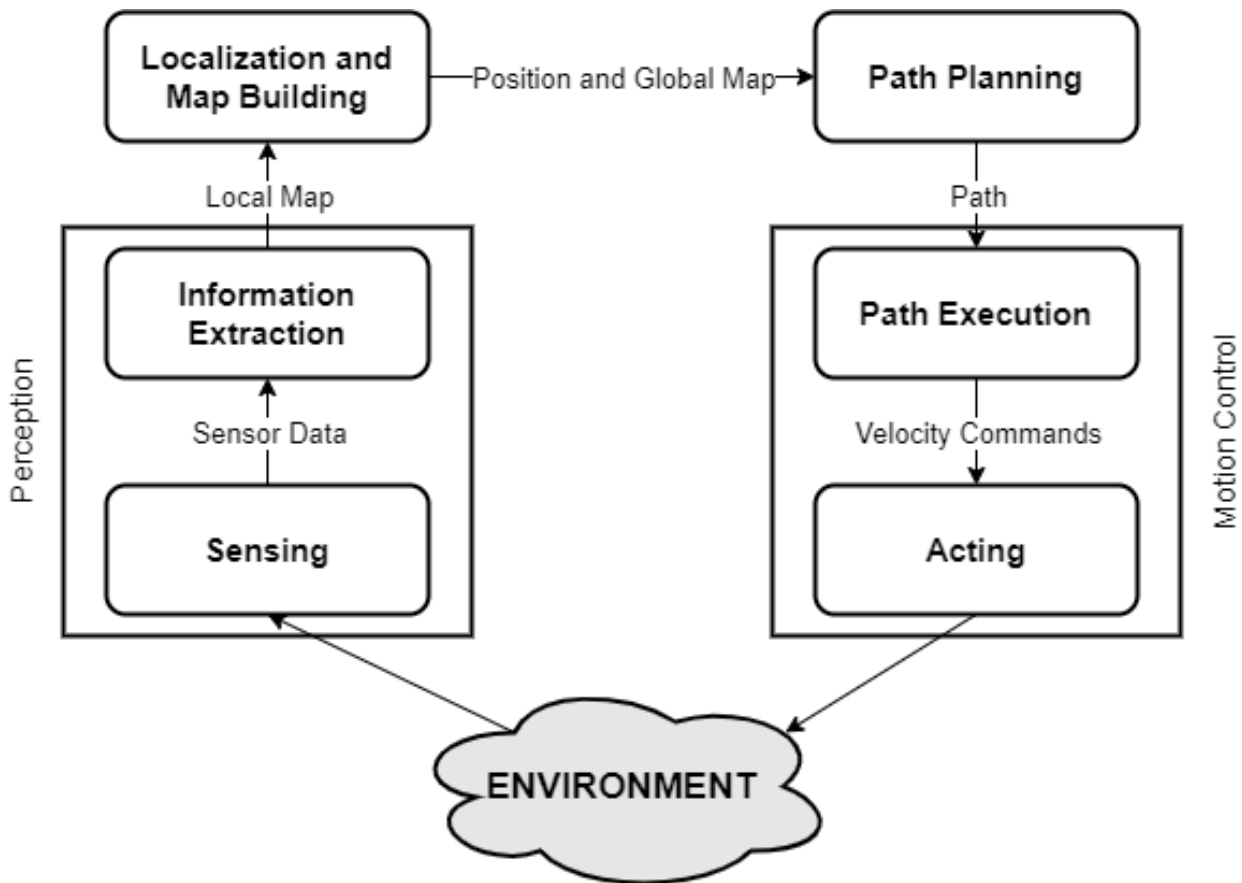 Localization and
Map Building
Position and Global Map
Path Planning
Local Map
Path
Information
Extraction
Path Execution
Perception
Motion Control
Sensor Data
Velocity Commands
Sensing
Acting
ENVIRONMENT